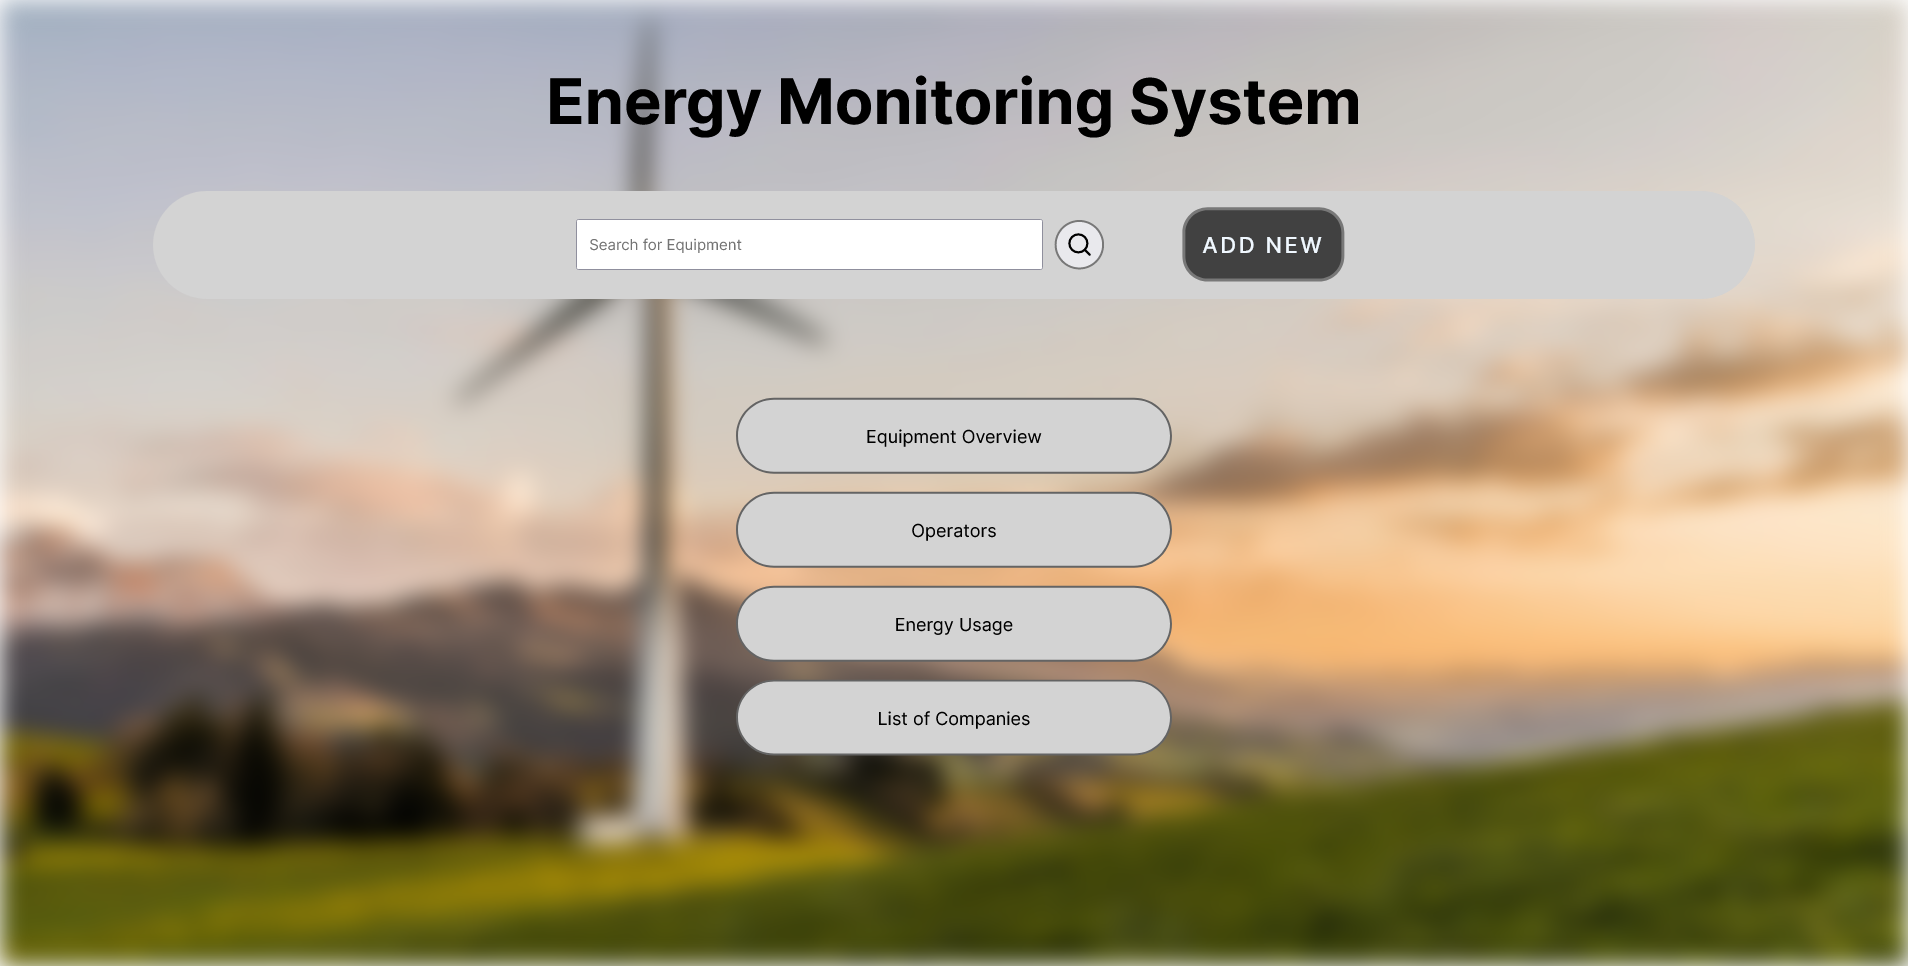 Energy Monitoring System
Search for Equipment
ADD NEW
Equipment Overview
Operators
Energy Usage
List of Companies